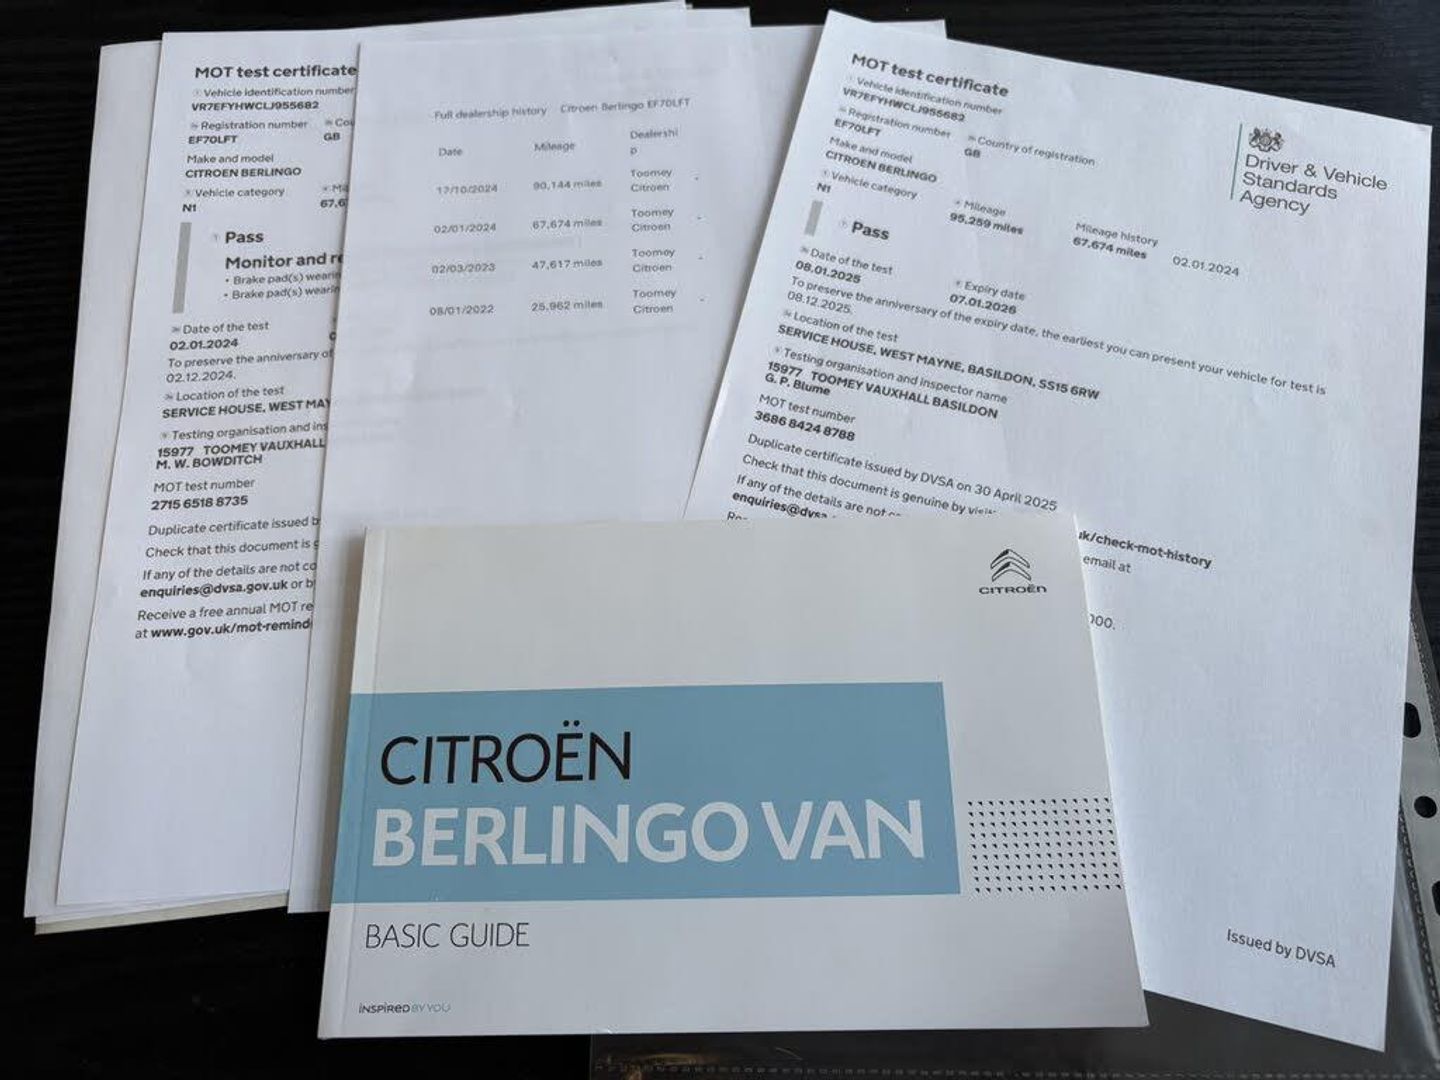 MOT test certificate
Vehicle identification number
VR7EFYHWCLJ955682
Registration number
EF70LFT
GB
Make and model
CITROEN BERLINGO
Vehicle category
N1
67,6
Pass
Monitor and re
• Brake pad(s) wearin
• Brake pad(s) wearin
Date of the test
02.01.2024
To preserve the anniversary of
02.12.2024.
Location of the test
SERVICE HOUSE, WEST MAY
Testing organisation and ins
15977 TOOMEY VAUXHALL
M. W. BOWDITCH
MOT test number
2715 6518 8735
Duplicate certificate issued b
Check that this document is g
If any of the details are not co
enquiries@dvsa.gov.uk or b
Receive a free annual MOT re
at www.gov.uk/mot-remind
Full dealership history Citroen Berlingo EF70LFT
Date Mileage Dealershi
p
17/10/2024 90,144 miles Toomey
Citroen
02/01/2024 67,674 miles Toomey
Citroen
02/03/2023 47,617 miles Toomey
Citroen
08/01/2022 25,962 miles Toomey
Citroen
MOT test certificate
Vehicle identification number
VR7EFYHWCLJ955682
Registration number Country of registration
EF70LFT GB
Make and model
CITROEN BERLINGO
Vehicle category Mileage Mileage history
N1 95,259 miles 67,674 miles 02.01.2024
Pass
Date of the test Expiry date
08.01.2025 07.01.2026
To preserve the anniversary of the expiry date, the earliest you can present your vehicle for test is
08.12.2025.
Location of the test
SERVICE HOUSE, WEST MAYNE, BASILDON, SS15 6RW
Testing organisation and inspector name
15977 TOOMEY VAUXHALL BASILDON
G. P. Blume
MOT test number
3686 8424 8788
Duplicate certificate issued by DVSA on 30 April 2025
Check that this document is genuine by visiti
uk/check-mot-history
If any of the details are not c
email at
enquiries@dvsa
000.
Driver & Vehicle
Standards
Agency
Issued by DVSA
CITROËN
CITROËN
BERLINGO VAN
BASIC GUIDE
INSPIRED BY YOU